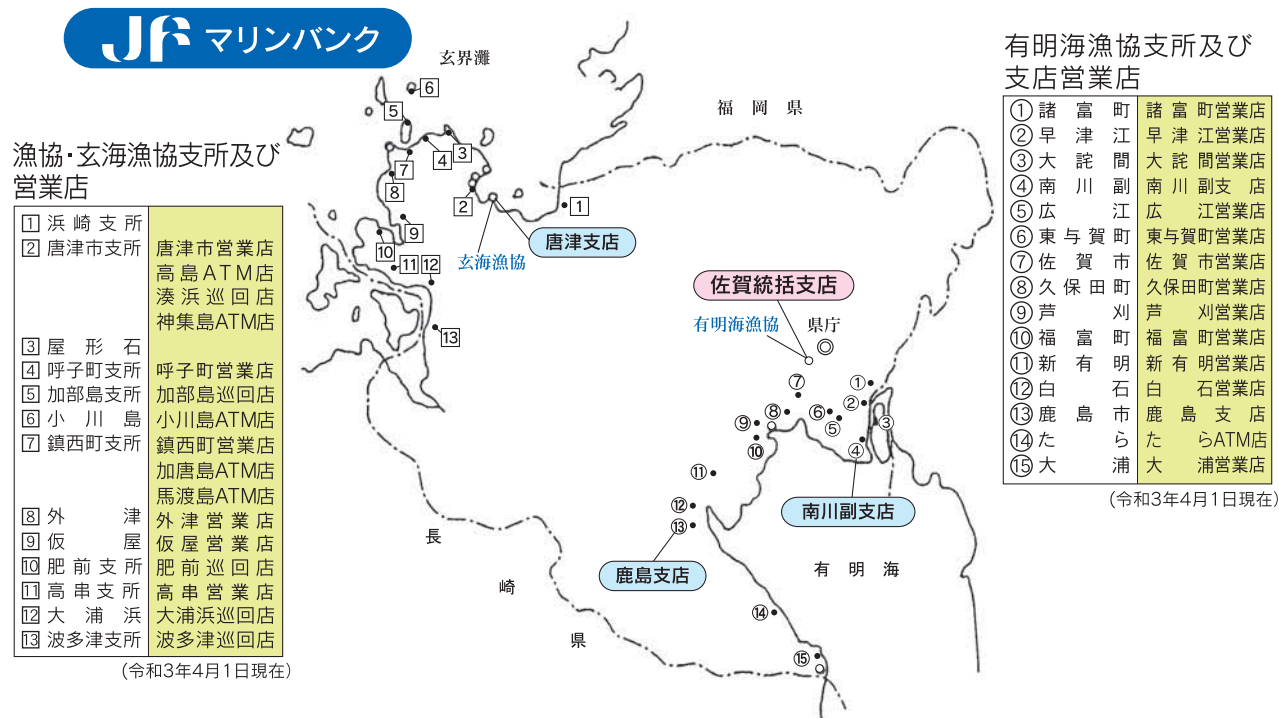 JF マリンバンク
漁協・玄海漁協支所及び
営業店
1 浜崎支所
2 唐津市支所 唐津市営業店
高島ATM店
湊浜巡回店
神集島ATM店
3 屋形石
4 呼子町支所 呼子町営業店
5 加部島支所 加部島巡回店
6 小川島 小川島ATM店
7 鎮西町支所 鎮西町営業店
加唐島ATM店
馬渡島ATM店
8 外津 外津営業店
9 仮屋 仮屋営業店
10 肥前支所 肥前巡回店
11 高串支所 高串営業店
12 大浦浜 大浦浜巡回店
13 波多津支所 波多津巡回店
(令和3年4月1日現在)
玄界灘
6
5
4
3
7
8
2
1
9
10
11
12
13
玄海漁協
唐津支店
福岡県
佐賀統括支店
有明海漁協
県庁
①
②
③
④
⑤
⑥
⑦
⑧
⑨
⑩
⑪
⑫
⑬
⑭
⑮
南川副支店
鹿島支店
有明海
長崎県
有明海漁協支所及び
支店営業店
① 諸富町 諸富町営業店
② 早津江 早津江営業店
③ 大詫間 大詫間営業店
④ 南川副 南川副支店
⑤ 広江 広江営業店
⑥ 東与賀町 東与賀町営業店
⑦ 佐賀市 佐賀市営業店
⑧ 久保田町 久保田町営業店
⑨ 芦刈 芦刈営業店
⑩ 福富町 福富町営業店
⑪ 新有明 新有明営業店
⑫ 白石 白石営業店
⑬ 鹿島市 鹿島支店
⑭ たら たらATM店
⑮ 大浦 大浦営業店
(令和3年4月1日現在)